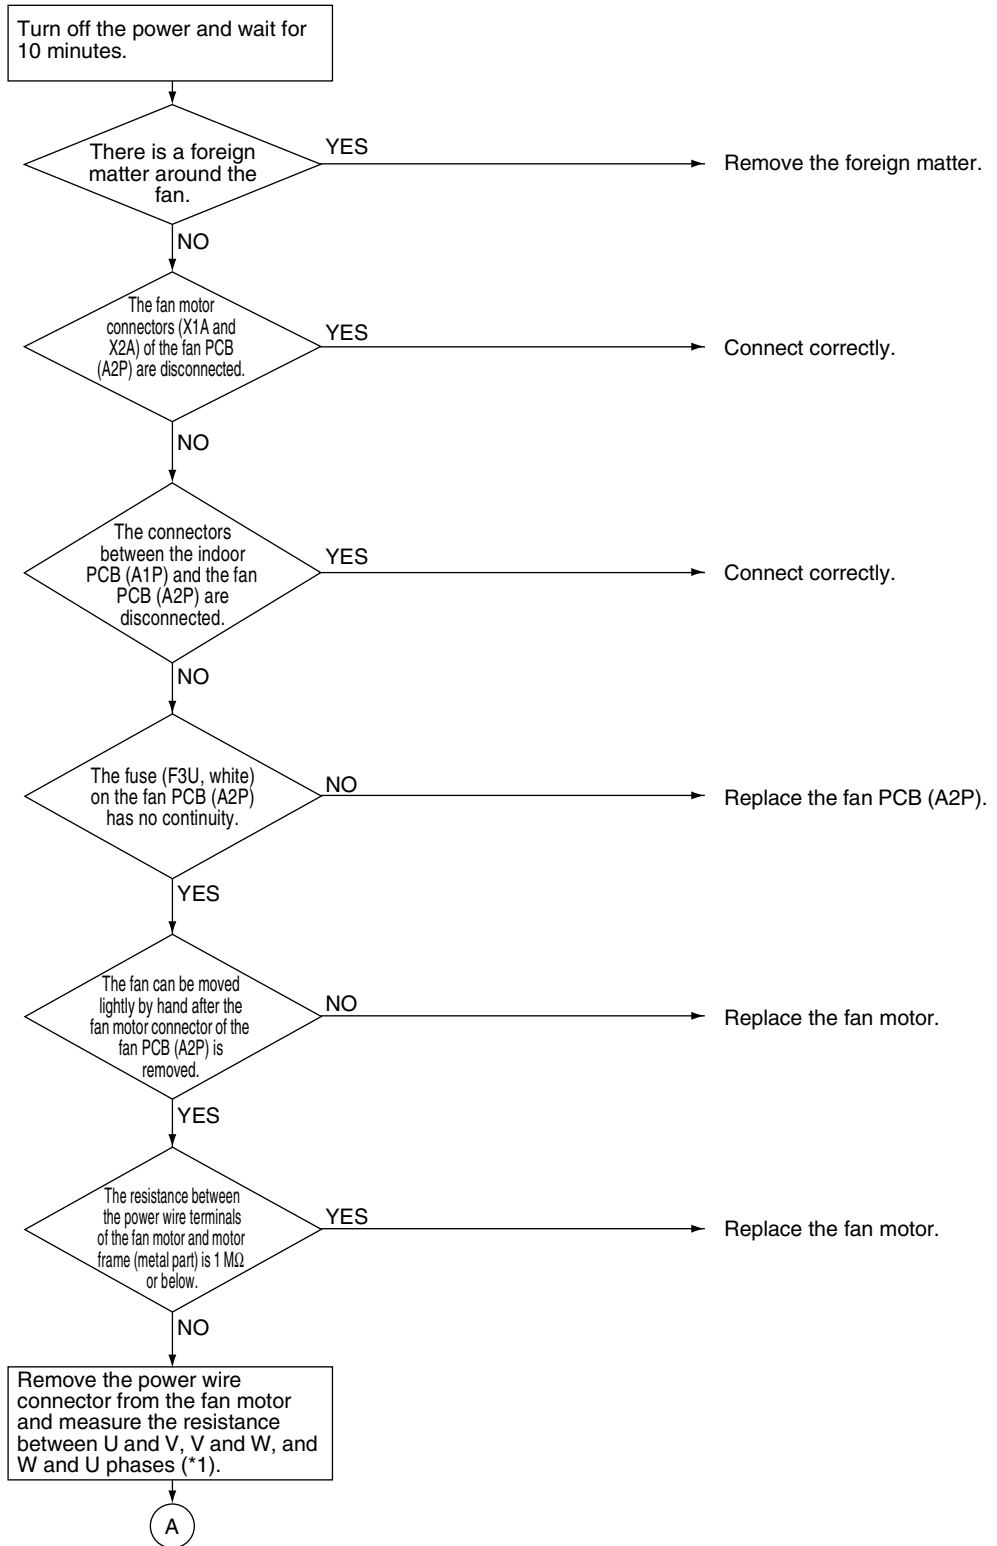 Turn off the power and wait for
10 minutes.
There is a foreign
matter around the
fan.
YES
Remove the foreign matter.
NO
The fan motor
connectors (X1A and
X2A) of the fan PCB
(A2P) are disconnected.
YES
Connect correctly.
NO
The connectors
between the indoor
PCB (A1P) and the fan
PCB (A2P) are
disconnected.
YES
Connect correctly.
NO
The fuse (F3U, white)
on the fan PCB (A2P)
has no continuity.
NO
Replace the fan PCB (A2P).
YES
The fan can be moved
lightly by hand after the
fan motor connector of the
fan PCB (A2P) is
removed.
NO
Replace the fan motor.
YES
The resistance between
the power wire terminals
of the fan motor and motor
frame (metal part) is 1 MΩ
or below.
YES
Replace the fan motor.
NO
Remove the power wire
connector from the fan motor
and measure the resistance
between U and V, V and W, and
W and U phases (*1).
A